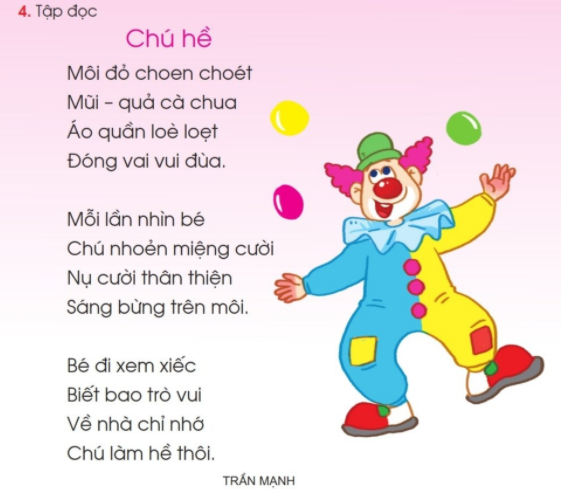 4. Tập đọc
Chú hề
Môi đỏ choen choét
Mũi – quả cà chua
Áo quần loè loẹt
Đóng vai vui đùa.
Mỗi lần nhìn bé
Chú nhoẻn miệng cười
Nụ cười thân thiện
Sáng bừng trên môi.
Bé đi xem xiếc
Biết bao trò vui
Về nhà chỉ nhớ
Chú làm hề thôi.
TRẦN MẠNH